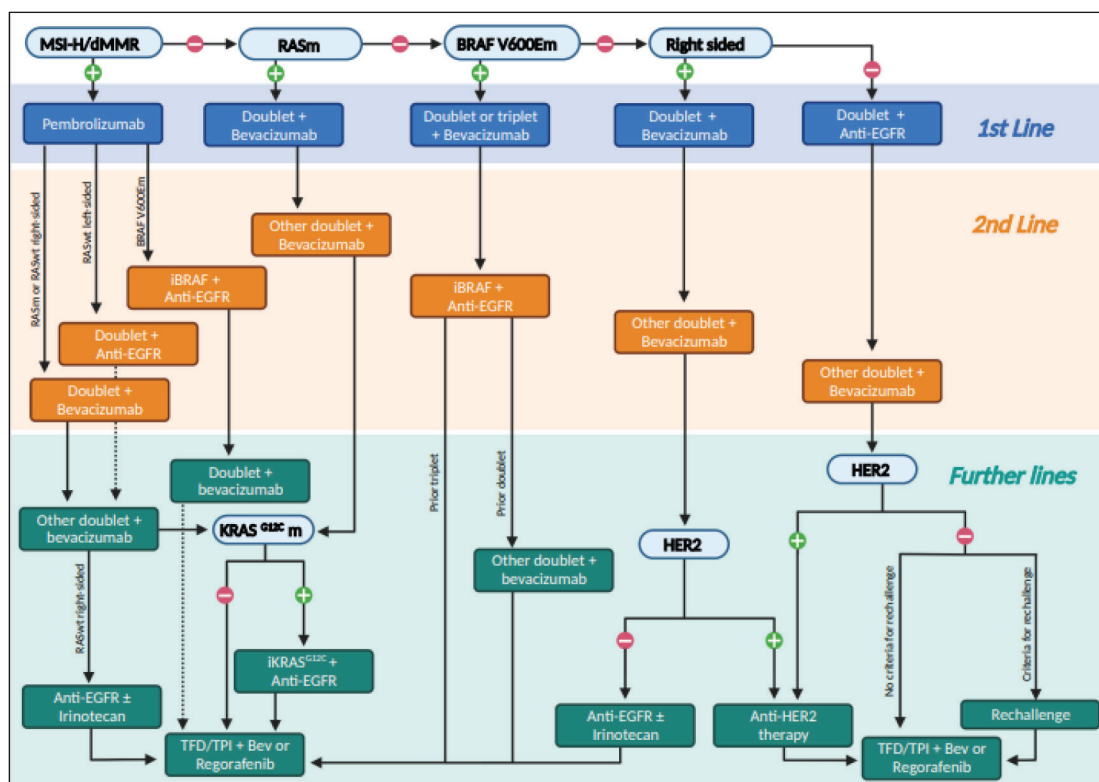 MSI-H/dMMR
RASm
BRAF V600Em
Right sided
Pembrolizumab
Doublet +
Bevacizumab
Doublet or triplet
+ Bevacizumab
Doublet +
Bevacizumab
Doublet +
Anti-EGFR
1st Line
RASm or RASwt right-sided
RASwt left-sided
BRAF V600Em
2nd Line
Other doublet +
Bevacizumab
iBRAF +
Anti-EGFR
iBRAF +
Anti-EGFR
Doublet +
Anti-EGFR
Other doublet +
Bevacizumab
Doublet +
Bevacizumab
Other doublet +
Bevacizumab
Further lines
Doublet +
bevacizumab
Prior triplet
Prior doublet
HER2
Other doublet +
bevacizumab
KRAS G12C m
HER2
Other doublet +
bevacizumab
RASwt right-sided
No criteria for rechallenge
Criteria for rechallenge
iKRASG12C +
Anti-EGFR
Anti-EGFR ±
Irinotecan
Anti-EGFR ±
Irinotecan
Anti-HER2
therapy
Rechallenge
TFD/TPI + Bev or
Regorafenib
TFD/TPI + Bev or
Regorafenib